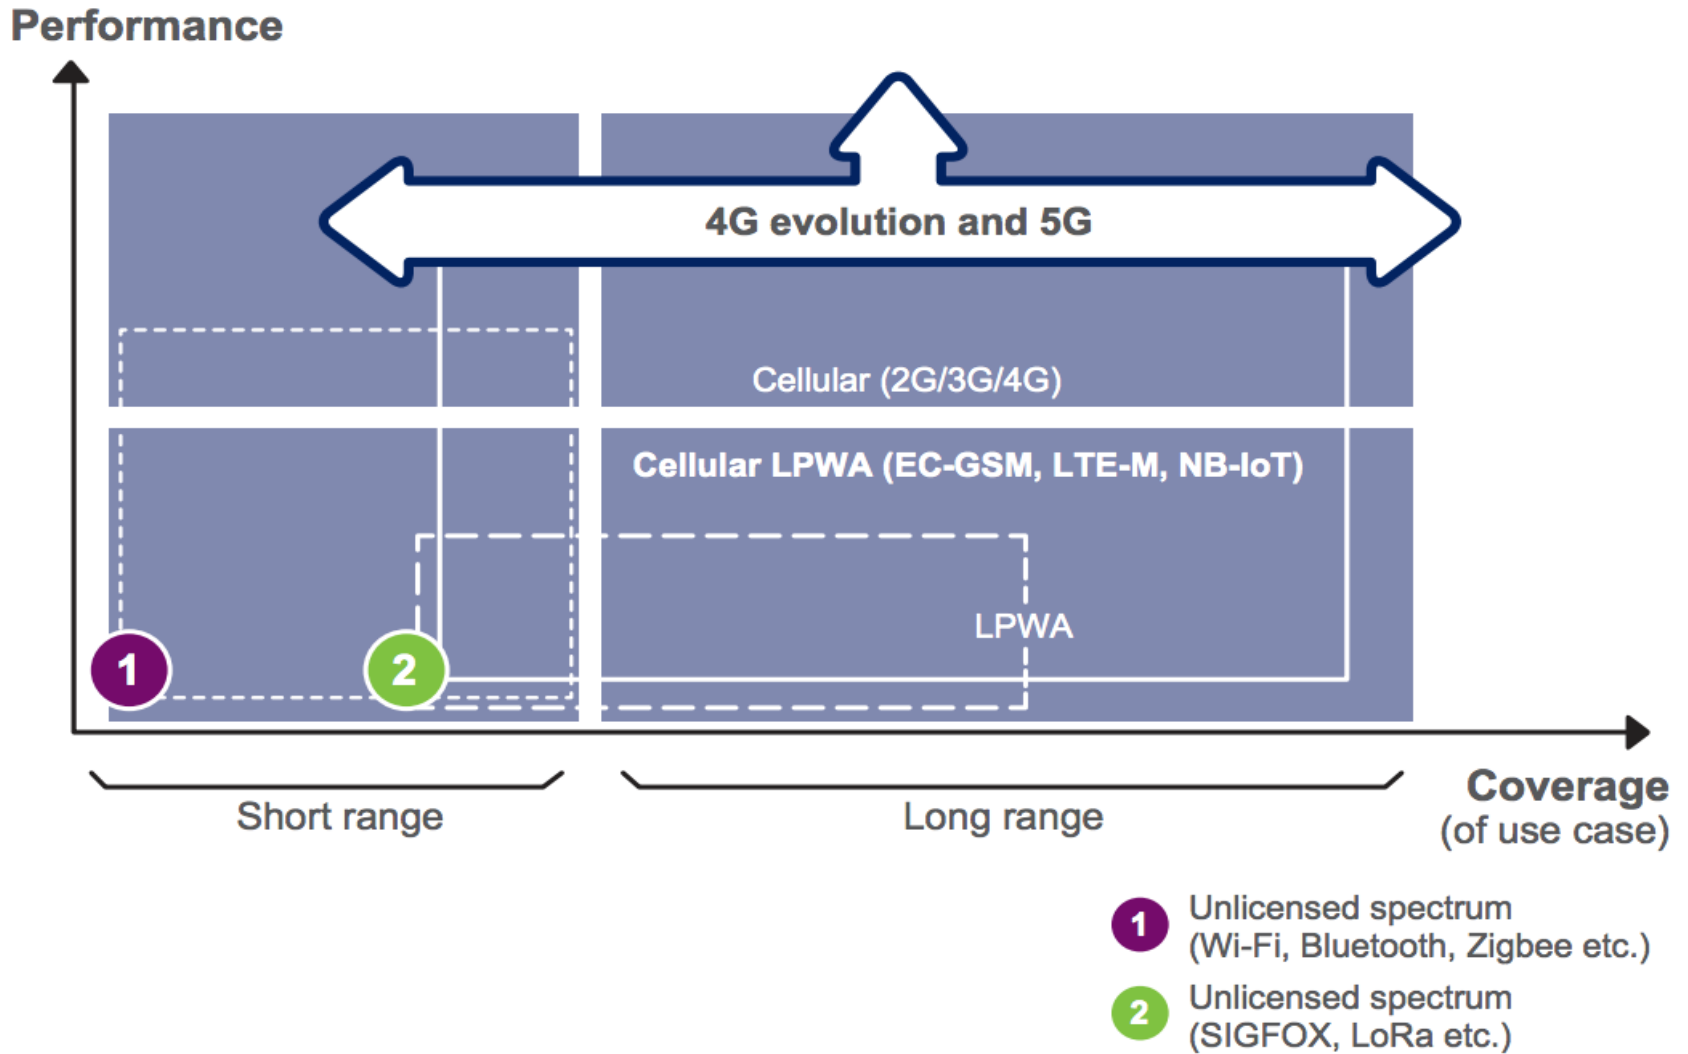 Performance
4G evolution and 5G
Cellular (2G/3G/4G)
Cellular LPWA (EC-GSM, LTE-M, NB-IoT)
LPWA
1
2
Short range
Long range
Coverage
(of use case)
1
Unlicensed spectrum
(Wi-Fi, Bluetooth, Zigbee etc.)
2
Unlicensed spectrum
(SIGFOX, LoRa etc.)